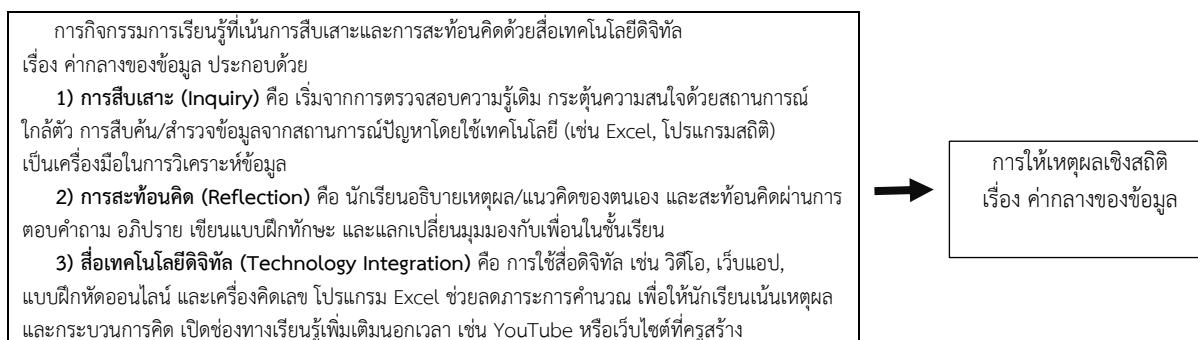 การกิจกรรมการเรียนรู้ที่เน้นการสืบเสาะและการสะท้อนคิดด้วยสื่อเทคโนโลยีดิจิทัล
เรื่อง ค่ากลางของข้อมูล ประกอบด้วย
1) การสืบเสาะ (Inquiry) คือ เริ่มจากการตรวจสอบความรู้เดิม กระตุ้นความสนใจด้วยสถานการณ์
ใกล้ตัว การสืบค้น/สำรวจข้อมูลจากสถานการณ์ปัญหาโดยใช้เทคโนโลยี (เช่น Excel, โปรแกรมสถิติ)
เป็นเครื่องมือในการวิเคราะห์ข้อมูล
2) การสะท้อนคิด (Reflection) คือ นักเรียนอธิบายเหตุผล/แนวคิดของตนเอง และสะท้อนคิดผ่านการ
ตอบคำถาม อภิปราย เขียนแบบฝึกทักษะ และแลกเปลี่ยนมุมมองกับเพื่อนในชั้นเรียน
3) สื่อเทคโนโลยีดิจิทัล (Technology Integration) คือ การใช้สื่อดิจิทัล เช่น วิดีโอ, เว็บแอป,
แบบฝึกหัดออนไลน์ และเครื่องคิดเลข โปรแกรม Excel ช่วยลดภาระการคำนวณ เพื่อให้นักเรียนเน้นเหตุผล
และกระบวนการคิด เปิดช่องทางเรียนรู้เพิ่มเติมนอกเวลา เช่น YouTube หรือเว็บไซต์ที่ครูสร้าง
การให้เหตุผลเชิงสถิติ
เรื่อง ค่ากลางของข้อมูล